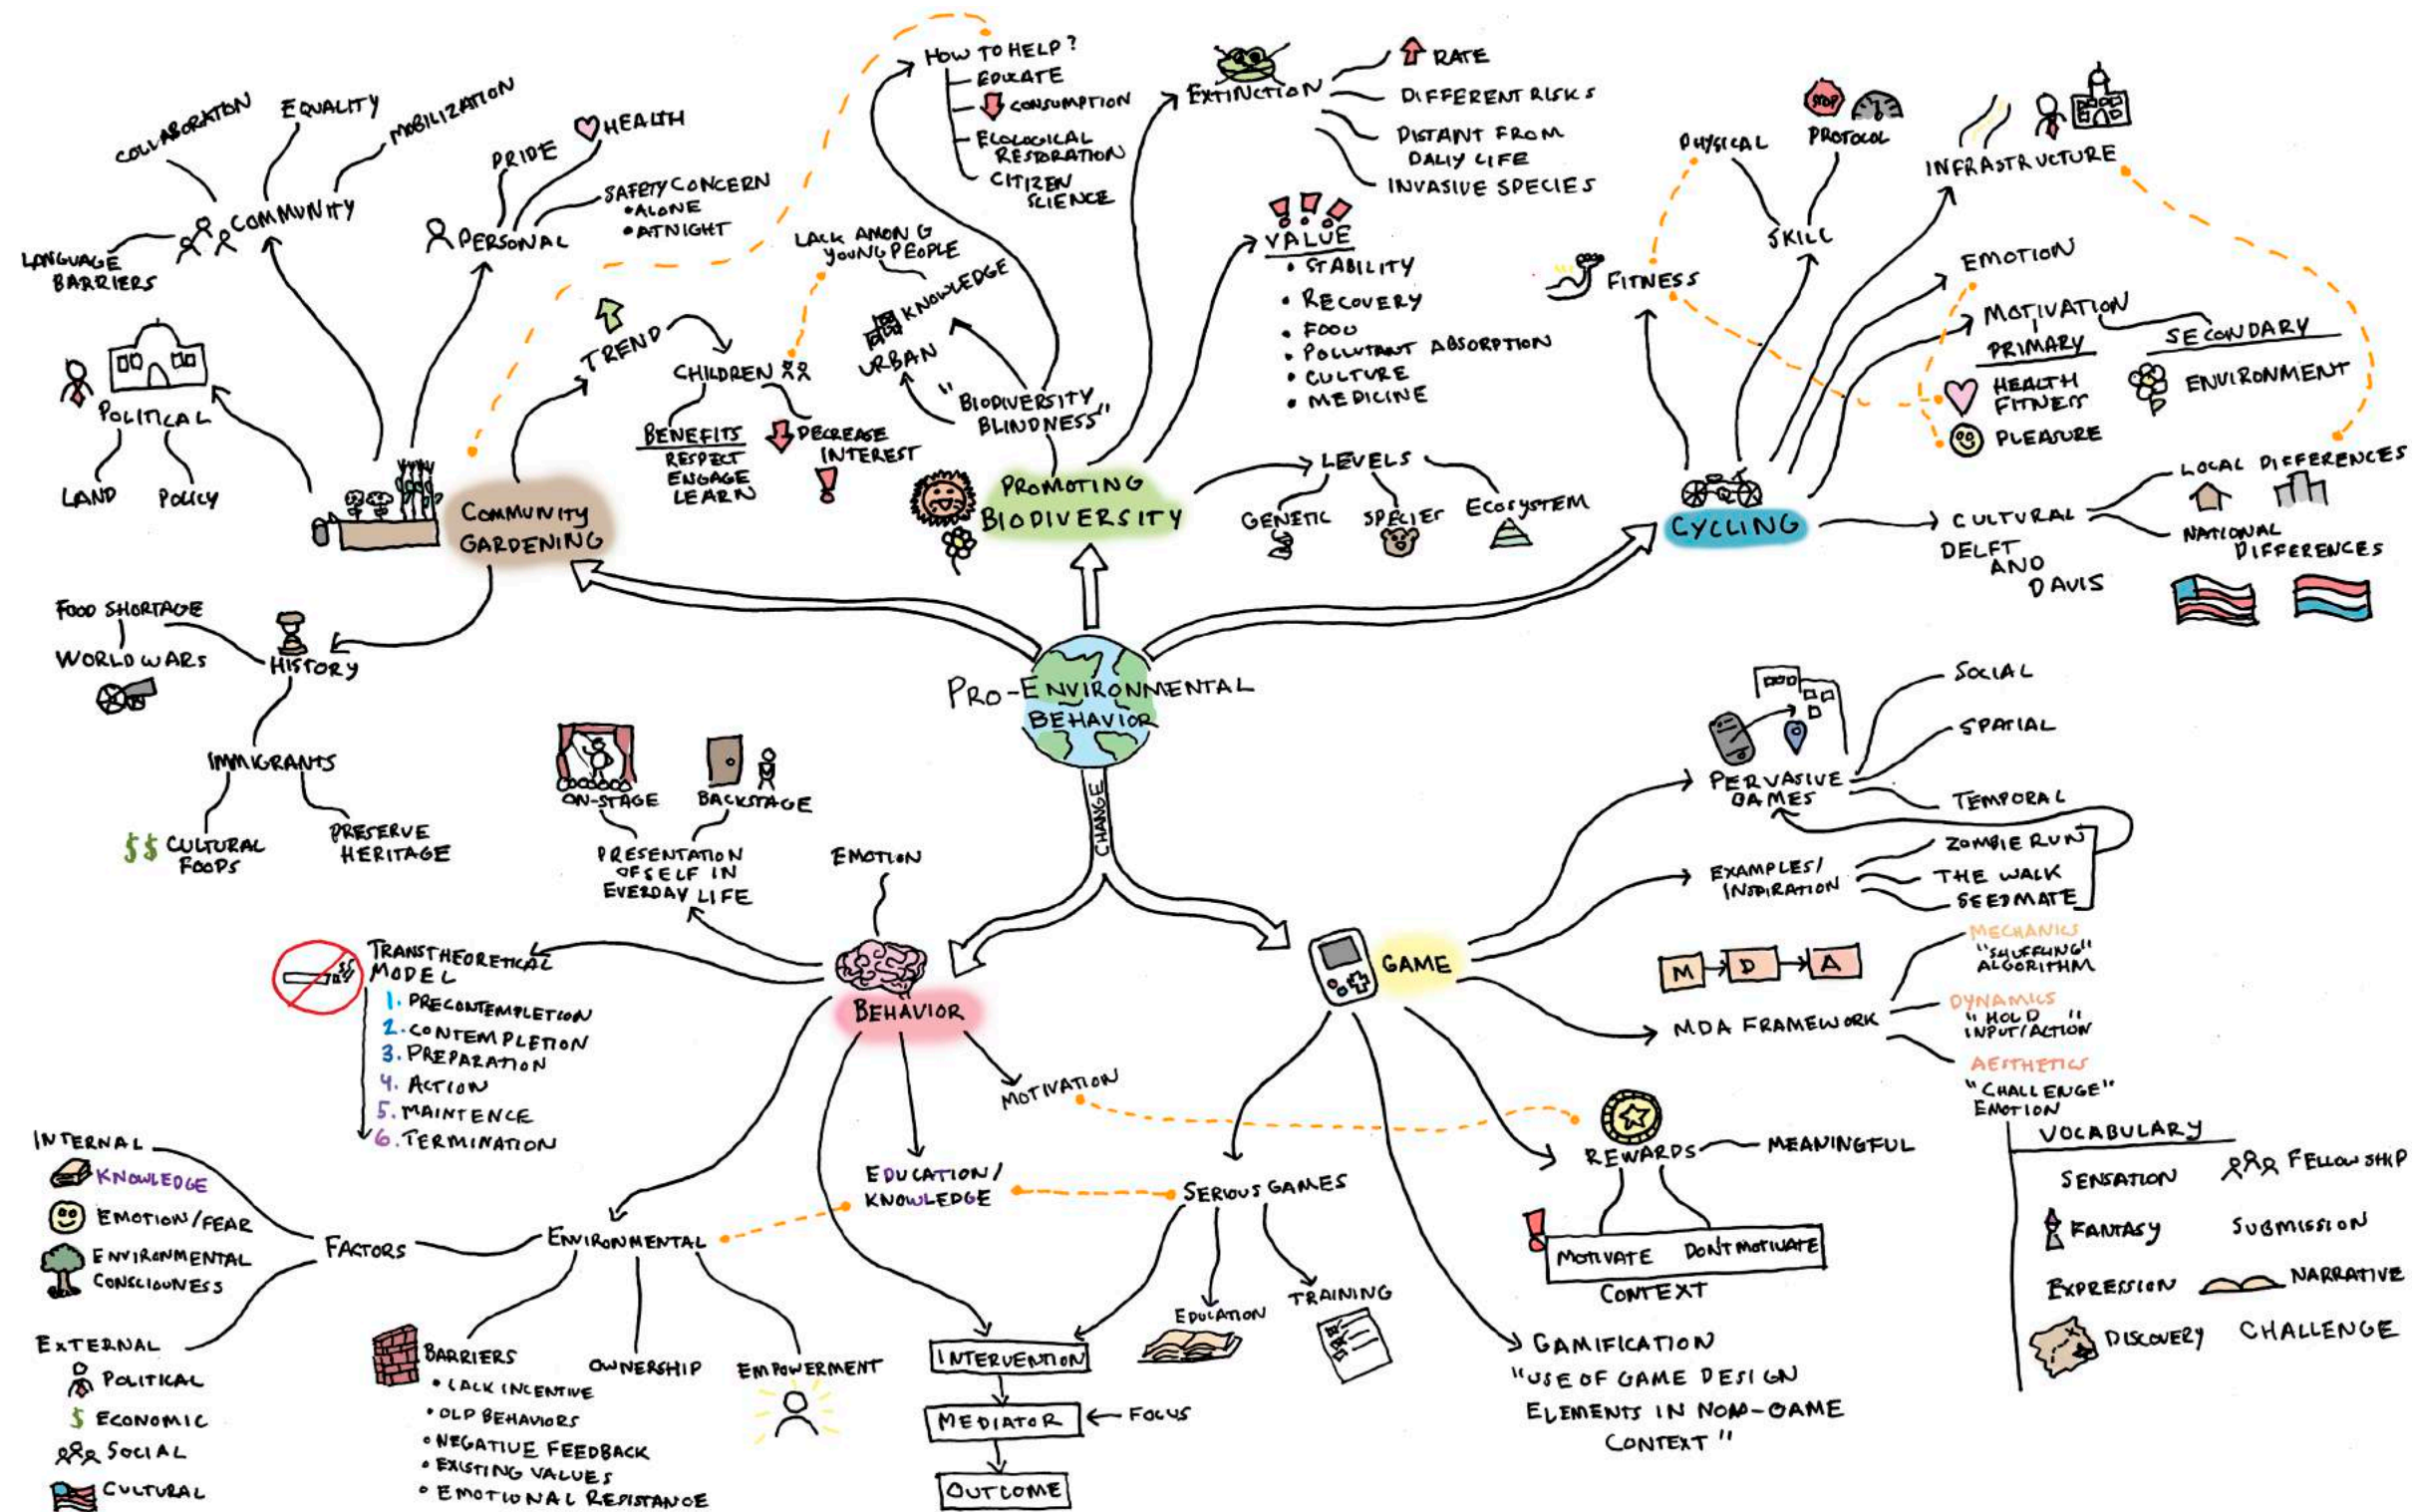 HOW TO HELP?
EDUCATE
CONSUMPTION
ECOLOGICAL
RESTORATION
CITIZEN
SCIENCE
EXTINCTION
RATE
DIFFERENT RISKS
DISTANT FROM
DALIY LIFE
INVASIVE SPECIES
VALUE
• STABILITY
• RECOVERY
• FOOD
• POLLUTANT ABSORPTION
• CULTURE
• MEDICINE
LACK AMONG
YOUNG PEOPLE
KNOWLEDGE
URBAN
"BIODIVERSITY
BLINDNESS"
PROMOTING
BIODIVERSITY
LEVELS
GENETIC
SPECIES
ECOSYSTEM
COLLABORATION
EQUALITY
MOBILIZATION
COMMUNITY
LANGUAGE
BARRIERS
PRIDE
HEALTH
SAFETY CONCERN
• ALONE
• AT NIGHT
PERSONAL
POLITICAL
LAND
POLICY
TREND
CHILDREN
BENEFITS
RESPECT
ENGAGE
LEARN
DECREASE
INTEREST
COMMUNITY
GARDENING
FOOD SHORTAGE
WORLD WARS
HISTORY
IMMIGRANTS
$$ CULTURAL
FOODS
PRESERVE
HERITAGE
PHYSICAL
STOP
PROTOCOL
SKILL
FITNESS
INFRASTRUCTURE
EMOTION
MOTIVATION
PRIMARY
HEALTH
FITNESS
PLEASURE
SECONDARY
ENVIRONMENT
CYCLING
CULTURAL
DELFT
AND
DAVIS
LOCAL DIFFERENCES
NATIONAL
DIFFERENCES
PRO-ENVIRONMENTAL
BEHAVIOR
CHANGE
ON-STAGE
BACKSTAGE
PRESENTATION
OF SELF IN
EVERDAY LIFE
EMOTION
BEHAVIOR
TRANSTHEORETICAL
MODEL
1. PRECONTEMPLETION
2. CONTEMPLETION
3. PREPARATION
4. ACTION
5. MAINTENCE
6. TERMINATION
MOTIVATION
EDUCATION/
KNOWLEDGE
ENVIRONMENTAL
FACTORS
INTERNAL
KNOWLEDGE
EMOTION/FEAR
ENVIRONMENTAL
CONSCIOUNESS
EXTERNAL
POLITICAL
$ ECONOMIC
SOCIAL
CULTURAL
BARRIERS
• LACK INCENTIVE
• OLD BEHAVIORS
• NEGATIVE FEEDBACK
• EXISTING VALUES
• EMOTIONAL RESISTANCE
OWNERSHIP
EMPOWERMENT
INTERVENTION
MEDIATOR
FOCUS
OUTCOME
GAME
PERVASIVE
GAMES
SOCIAL
SPATIAL
TEMPORAL
EXAMPLES/
INSPIRATION
ZOMBIE RUN
THE WALK
SEEDMATE
M D A
MDA FRAMEWORK
MECHANICS
"SHUFFLING"
ALGORITHM
DYNAMICS
"HOLD"
INPUT/ACTION
AESTHETICS
"CHALLENGE"
EMOTION
VOCABULARY
SENSATION
FELLOWSHIP
FANTASY
SUBMISSION
EXPRESSION
NARRATIVE
DISCOVERY
CHALLENGE
REWARDS
MEANINGFUL
MOTIVATE
DON'T MOTIVATE
CONTEXT
SERIOUS GAMES
EDUCATION
TRAINING
GAMIFICATION
"USE OF GAME DESIGN
ELEMENTS IN NON-GAME
CONTEXT"